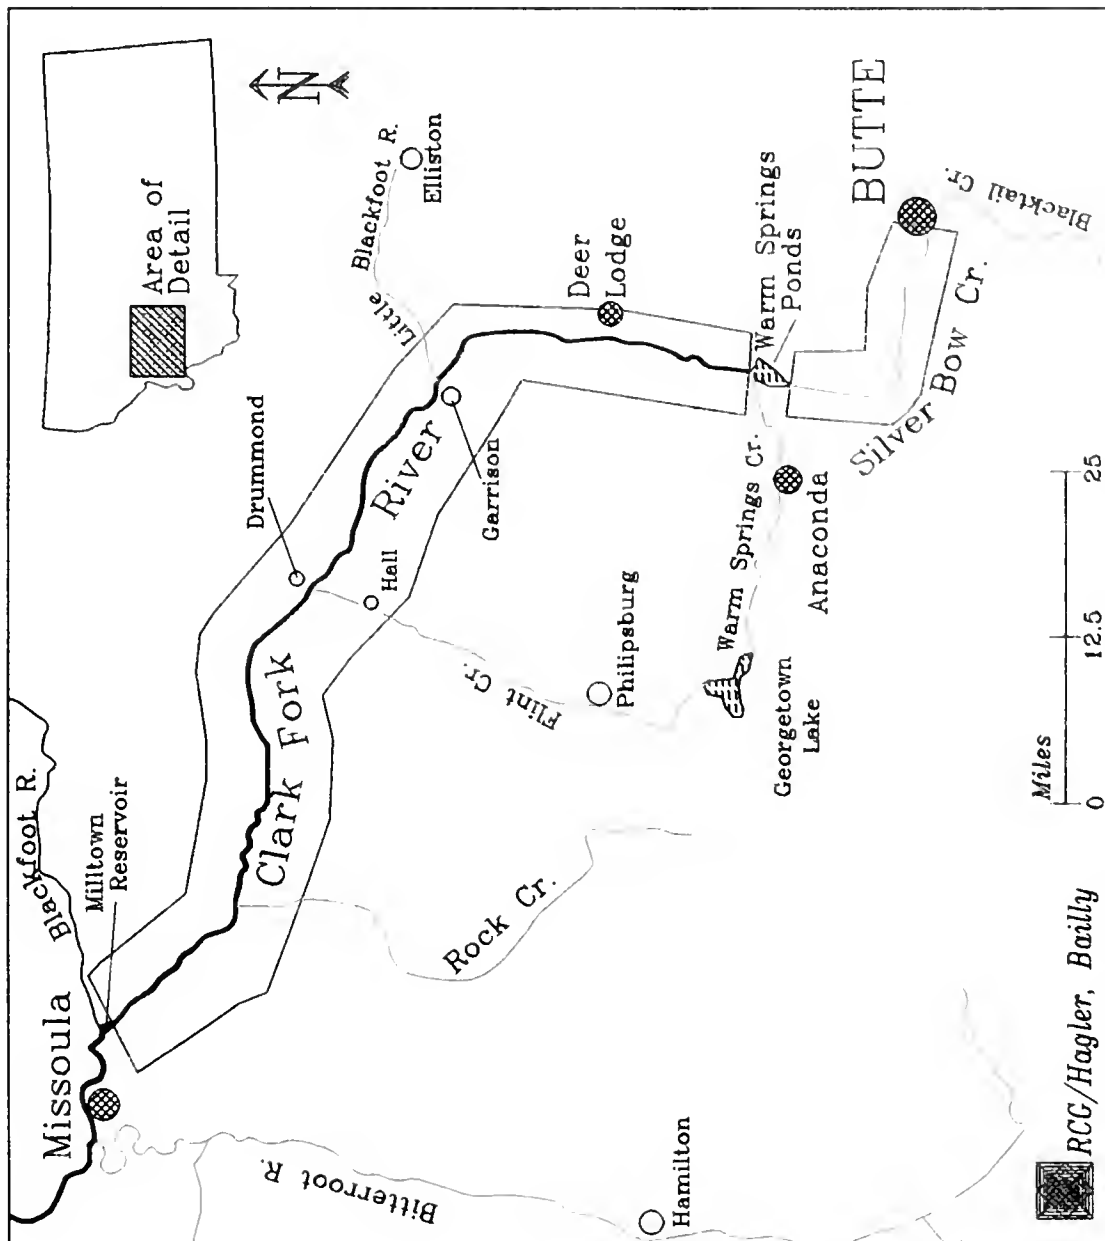 Missoula
Milltown
Reservoir
Blackfoot R.
Bitterroot R.
Hamilton
Clark Fork
River
Rock Cr.
Drummond
Hall
Flint Cr.
Philipsburg
Georgetown
Lake
Garrison
Little
Blackfoot R.
Elliston
Deer
Lodge
Warm Springs Cr.
Anaconda
Warm Springs
Ponds
Silver Bow Cr.
BUTTE
Blacktail Cr.
Area of
Detail
N
Miles
0
12.5
25
RCG/Hagler, Bailly